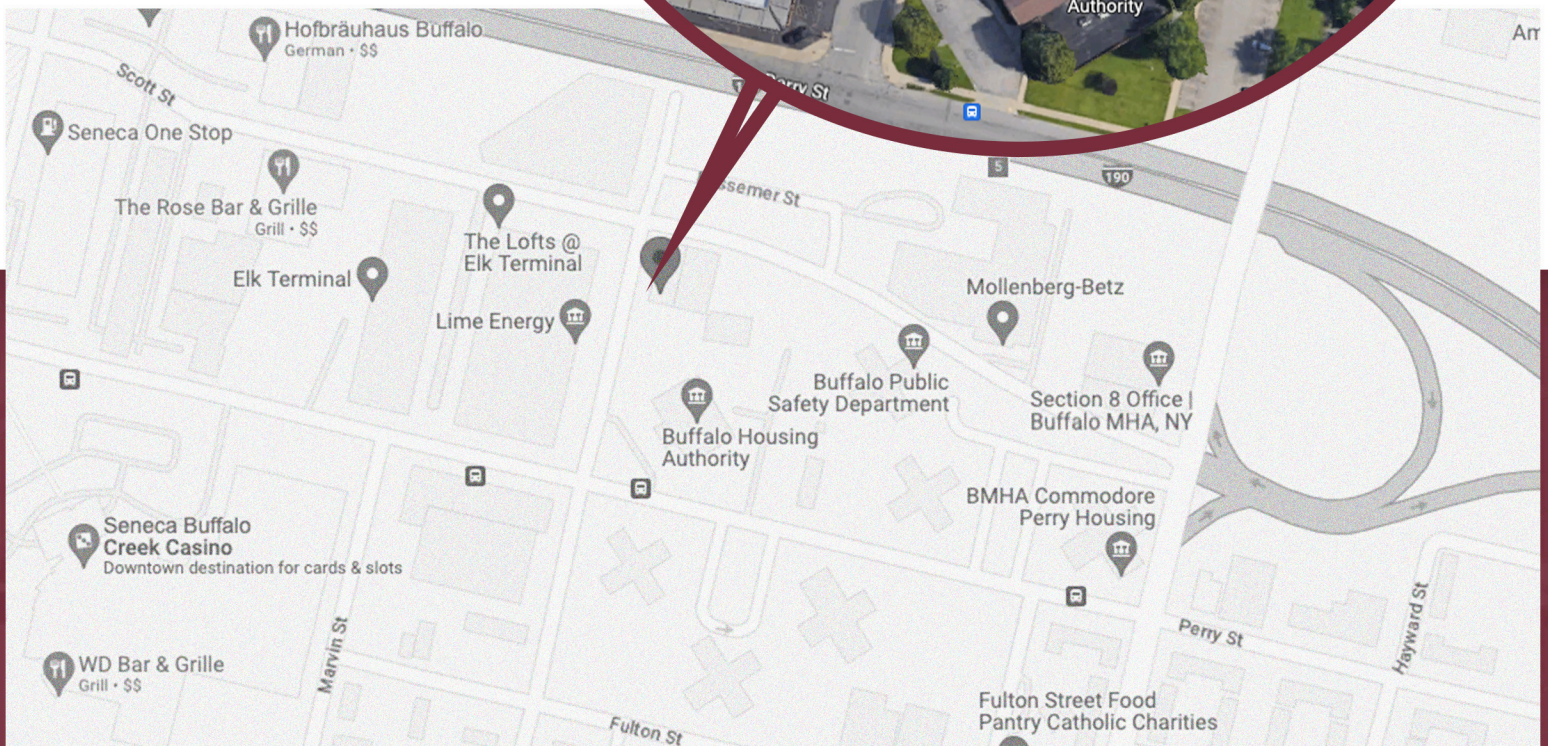 Authority
Am
Hofbräuhaus Buffalo
German • $$
Scott St
Perry St
Seneca One Stop
5
190
The Rose Bar & Grille
Grill • $$
The Lofts @
Elk Terminal
Elk Terminal
Lime Energy
Mollenberg-Betz
Buffalo Public
Safety Department
Section 8 Office |
Buffalo MHA, NY
Buffalo Housing
Authority
BMHA Commodore
Perry Housing
Seneca Buffalo
Creek Casino
Downtown destination for cards & slots
Marvin St
Perry St
Hayward St
WD Bar & Grille
Grill • $$
Fulton St
Fulton Street Food
Pantry Catholic Charities